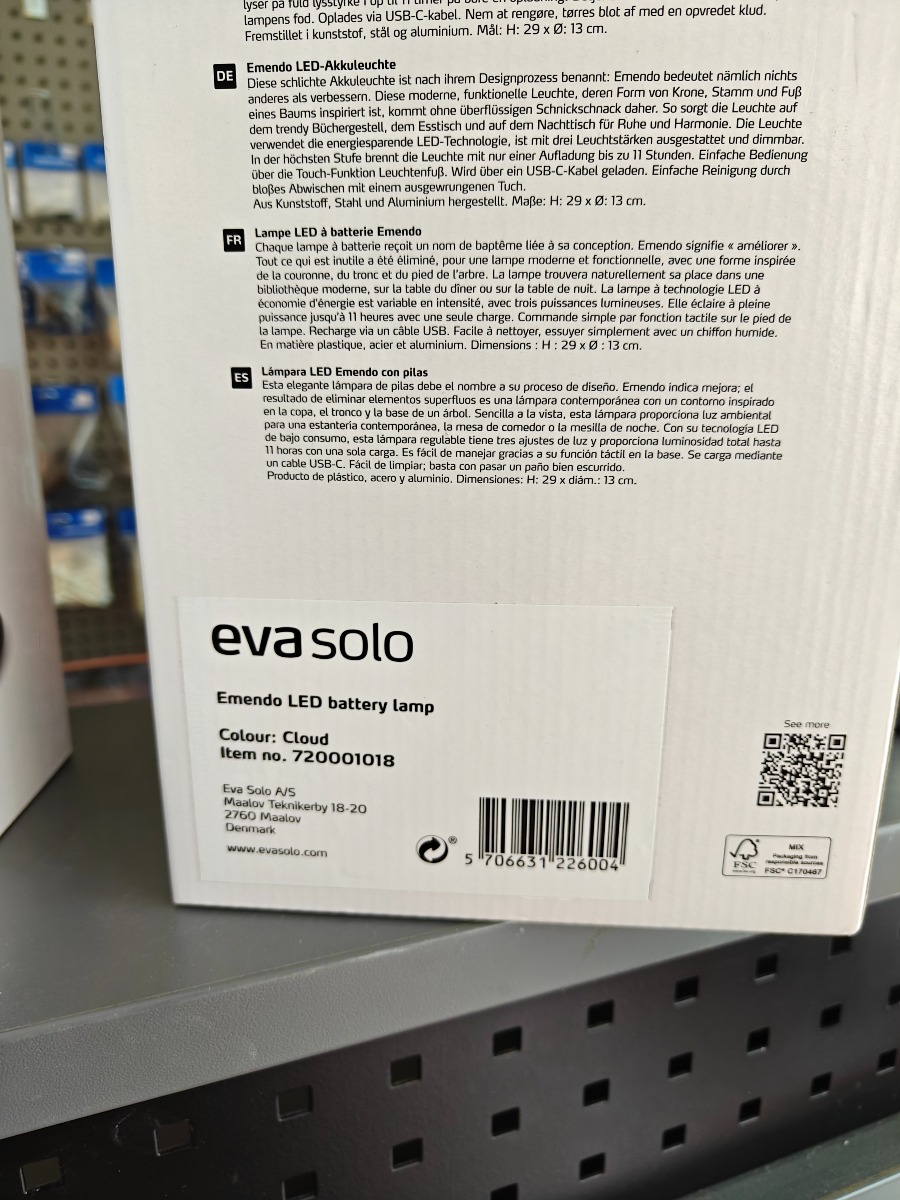 lyser på fuld lysstyrke i op til 11 timer på
lampens fod. Oplades via USB-C-kabel. Nem at rengøre, tørres blot af med en opvredet klud.
Fremstillet i kunststof, stål og aluminium. Mål: H: 29 x Ø: 13 cm.
DE
Emendo LED-Akkuleuchte
Diese schlichte Akkuleuchte ist nach ihrem Designprozess benannt: Emendo bedeutet nämlich nichts
anderes als verbessern. Diese moderne, funktionelle Leuchte, deren Form von Krone, Stamm und Fuß
eines Baums inspiriert ist, kommt ohne überflüssigen Schnickschnack daher. So sorgt die Leuchte auf
dem trendy Büchergestell, dem Esstisch und auf dem Nachttisch für Ruhe und Harmonie. Die Leuchte
verwendet die energiesparende LED-Technologie, ist mit drei Leuchtstärken ausgestattet und dimmbar.
In der höchsten Stufe brennt die Leuchte mit nur einer Aufladung bis zu 11 Stunden. Einfache Bedienung
über die Touch-Funktion Leuchtenfuß. Wird über ein USB-C-Kabel geladen. Einfache Reinigung durch
bloßes Abwischen mit einem ausgewrungenen Tuch.
Aus Kunststoff, Stahl und Aluminium hergestellt. Maße: H: 29 x Ø: 13 cm.
FR
Lampe LED à batterie Emendo
Chaque lampe à batterie reçoit un nom de baptême liée à sa conception. Emendo signifie « améliorer ».
Tout ce qui est inutile a été éliminé, pour une lampe moderne et fonctionnelle, avec une forme inspirée
de la couronne, du tronc et du pied de l'arbre. La lampe trouvera naturellement sa place dans une
bibliothèque moderne, sur la table du dîner ou sur la table de nuit. La lampe à technologie LED à
économie d'énergie est variable en intensité, avec trois puissances lumineuses. Elle éclaire à pleine
puissance jusqu'à 11 heures avec une seule charge. Commande simple par fonction tactile sur le pied de
la lampe. Recharge via un câble USB. Facile à nettoyer, essuyer simplement avec un chiffon humide.
En matière plastique, acier et aluminium. Dimensions : H : 29 x Ø : 13 cm.
ES
Lámpara LED Emendo con pilas
Esta elegante lámpara de pilas debe el nombre a su proceso de diseño. Emendo indica mejora; el
resultado de eliminar elementos superfluos es una lámpara contemporánea con un contorno inspirado
en la copa, el tronco y la base de un árbol. Sencilla a la vista, esta lámpara proporciona luz ambiental
para una estantería contemporánea, la mesa de comedor o la mesilla de noche. Con su tecnología LED
de bajo consumo, esta lámpara regulable tiene tres ajustes de luz y proporciona luminosidad total hasta
11 horas con una sola carga. Es fácil de manejar gracias a su función táctil en la base. Se carga mediante
un cable USB-C. Fácil de limpiar; basta con pasar un paño bien escurrido.
Producto de plástico, acero y aluminio. Dimensiones: H: 29 x diám.: 13 cm.
eva solo
Emendo LED battery lamp
Colour: Cloud
Item no. 720001018
Eva Solo A/S
Maalov Teknikerby 18-20
2760 Maalov
Denmark
www.evasolo.com
®
5 706631 226004
See more
FSC
MIX
Packaging from
responsible sources
FSC® C170467